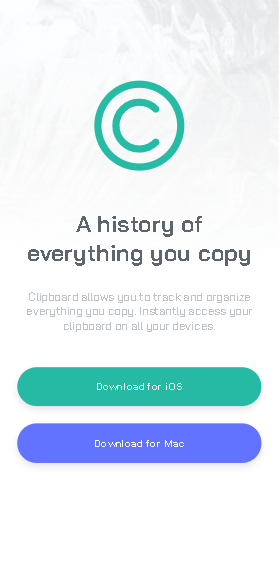 A history of
everything you copy
Clipboard allows you to track and organize
everything you copy. Instantly access your
clipboard on all your devices.
Download for iOS
Download for Mac